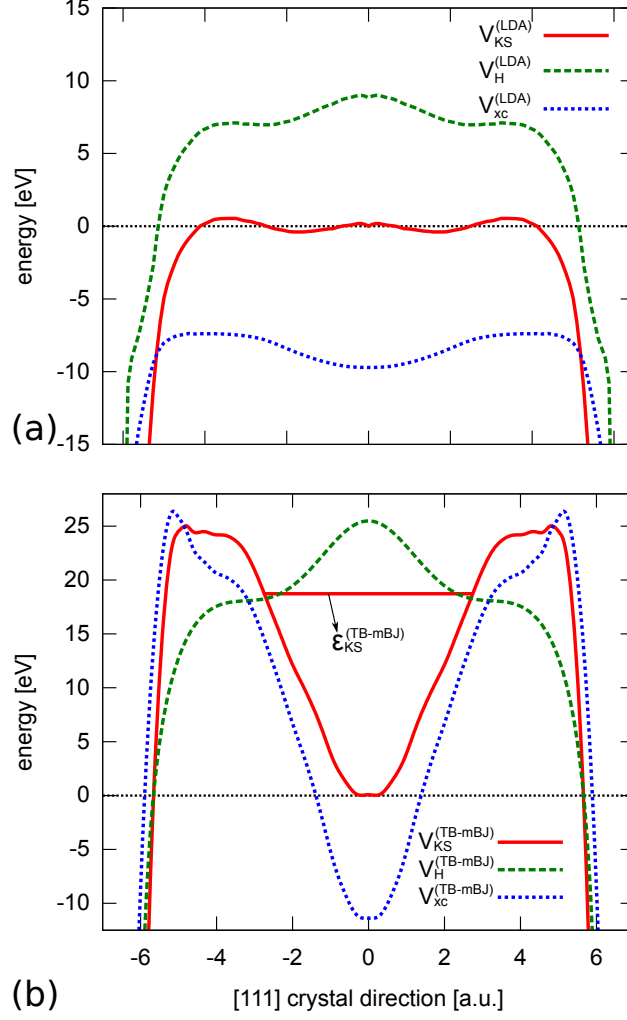 15
V_KS^(LDA)
V_H^(LDA)
V_xc^(LDA)
10
5
0
-5
-10
15
energy [eV]
(a)
25
20
15
10
5
0
-5
-10
energy [eV]
ε_KS^(TB-mBJ)
V_KS^(TB-mBJ)
V_H^(TB-mBJ)
V_xc^(TB-mBJ)
-6 -4 -2 0 2 4 6
(b)
[111] crystal direction [a.u.]